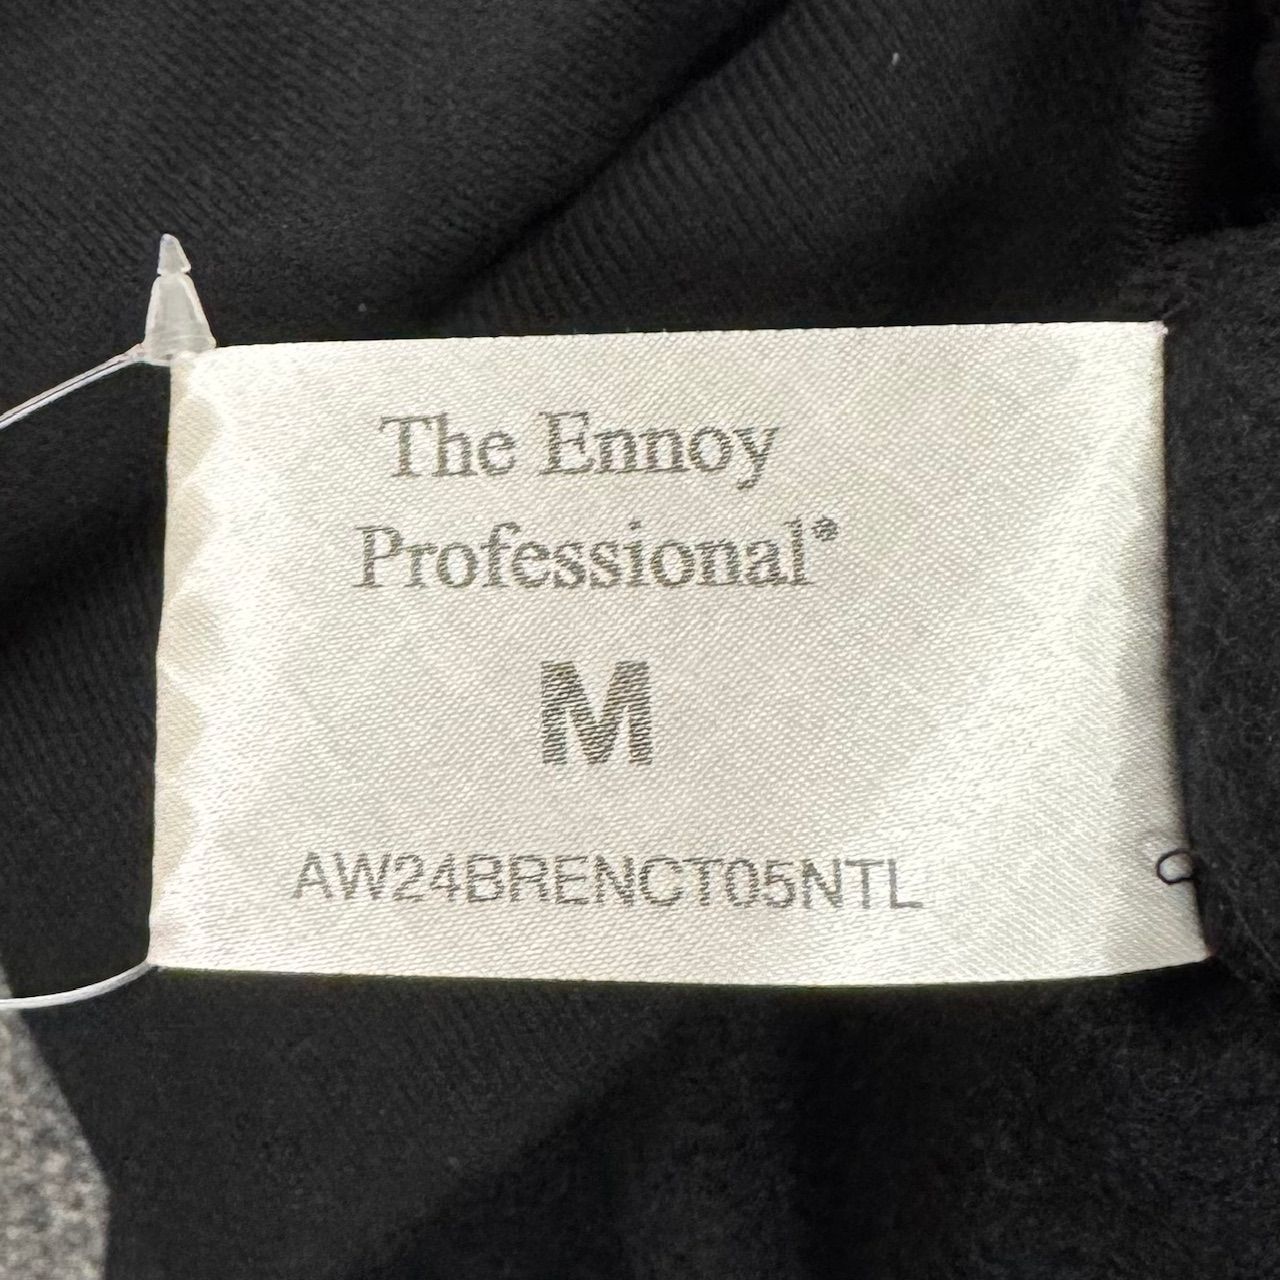 The Ennoy
Professional®
M
AW24BRENCT05NTL